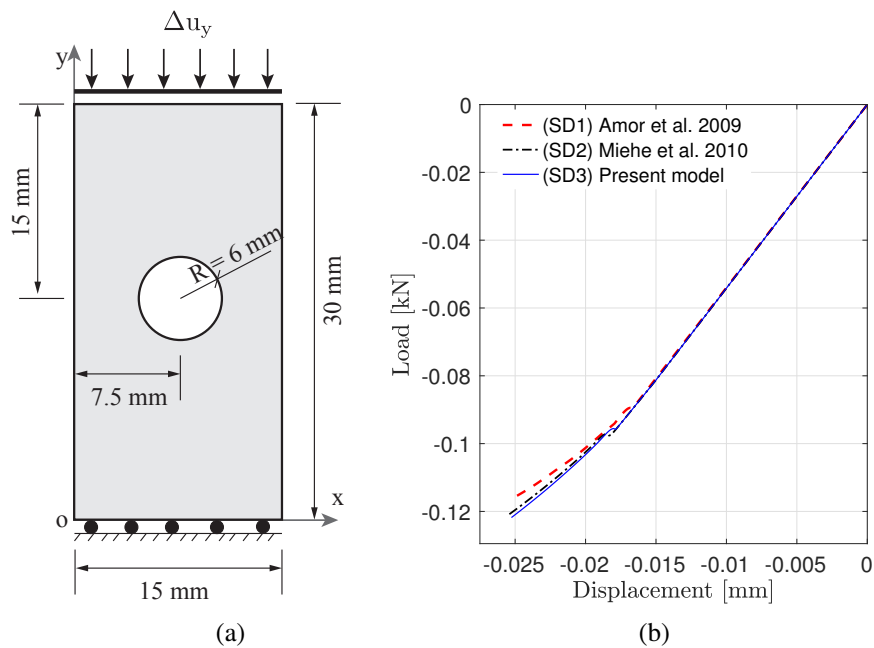 Δu_y
y
15 mm
R = 6 mm
30 mm
7.5 mm
o
x
15 mm
(a)
0
-0.02
-0.04
-0.06
-0.08
-0.1
-0.12
Load [kN]
(SD1) Amor et al. 2009
(SD2) Miehe et al. 2010
(SD3) Present model
-0.025 -0.02 -0.015 -0.01 -0.005 0
Displacement [mm]
(b)